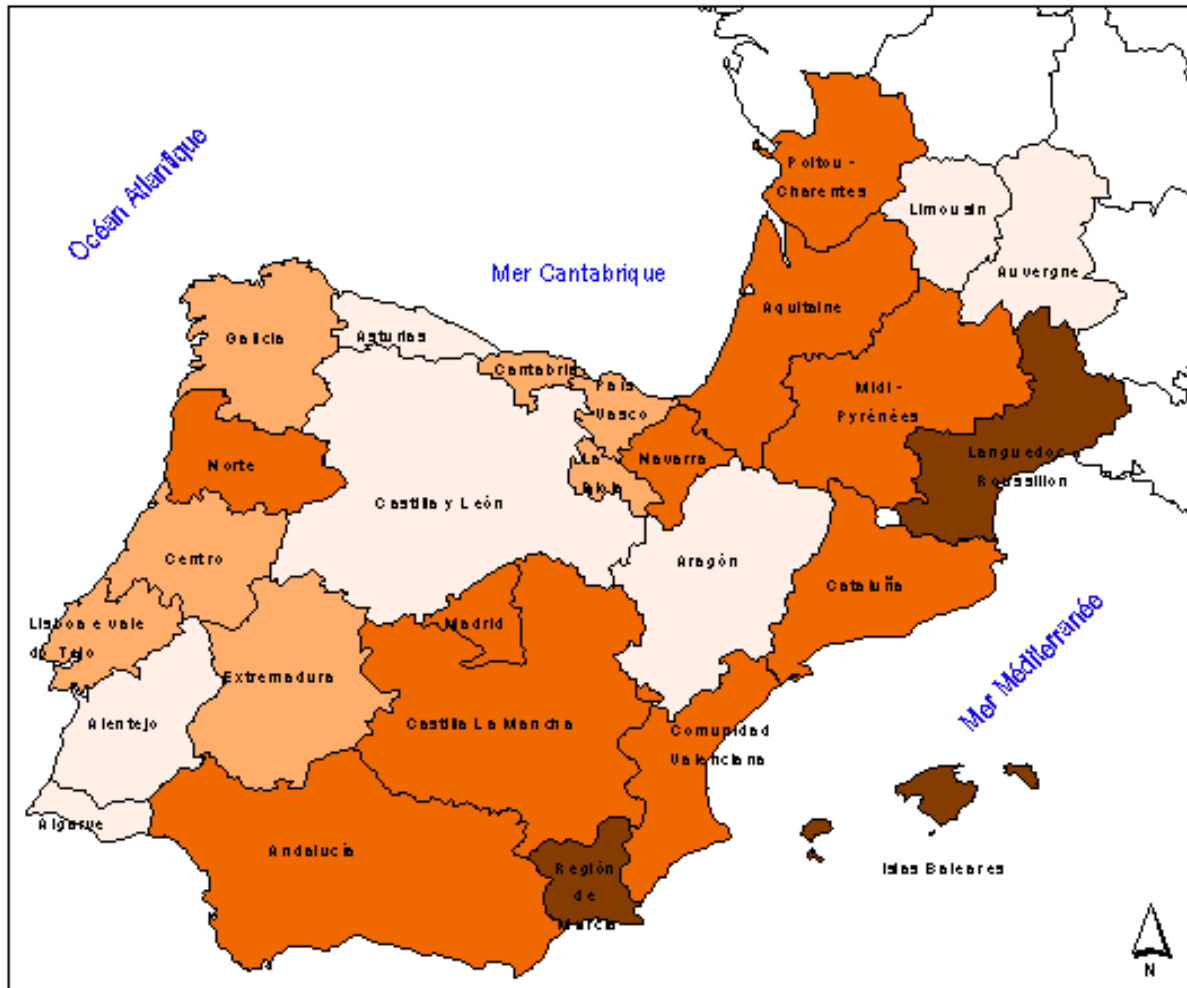 Océan Atlantique
Mer Cantabrique
Poitou -
Charentes
Limousin
Auvergne
Aquitaine
Galicia
Asturias
Cantabria
País
Vasco
Midi -
Pyrénées
Norte
La
Rioja
Navarra
Languedoc
Roussillon
Castilla y León
Centro
Aragón
Cataluña
Lisboa e vale
do Tejo
Madrid
Mer Méditerranée
Extremadura
Alentejo
Castilla La Mancha
Comunidad
Valenciana
Algarve
Andalucía
Región
de
Murcia
Islas Baleares
N